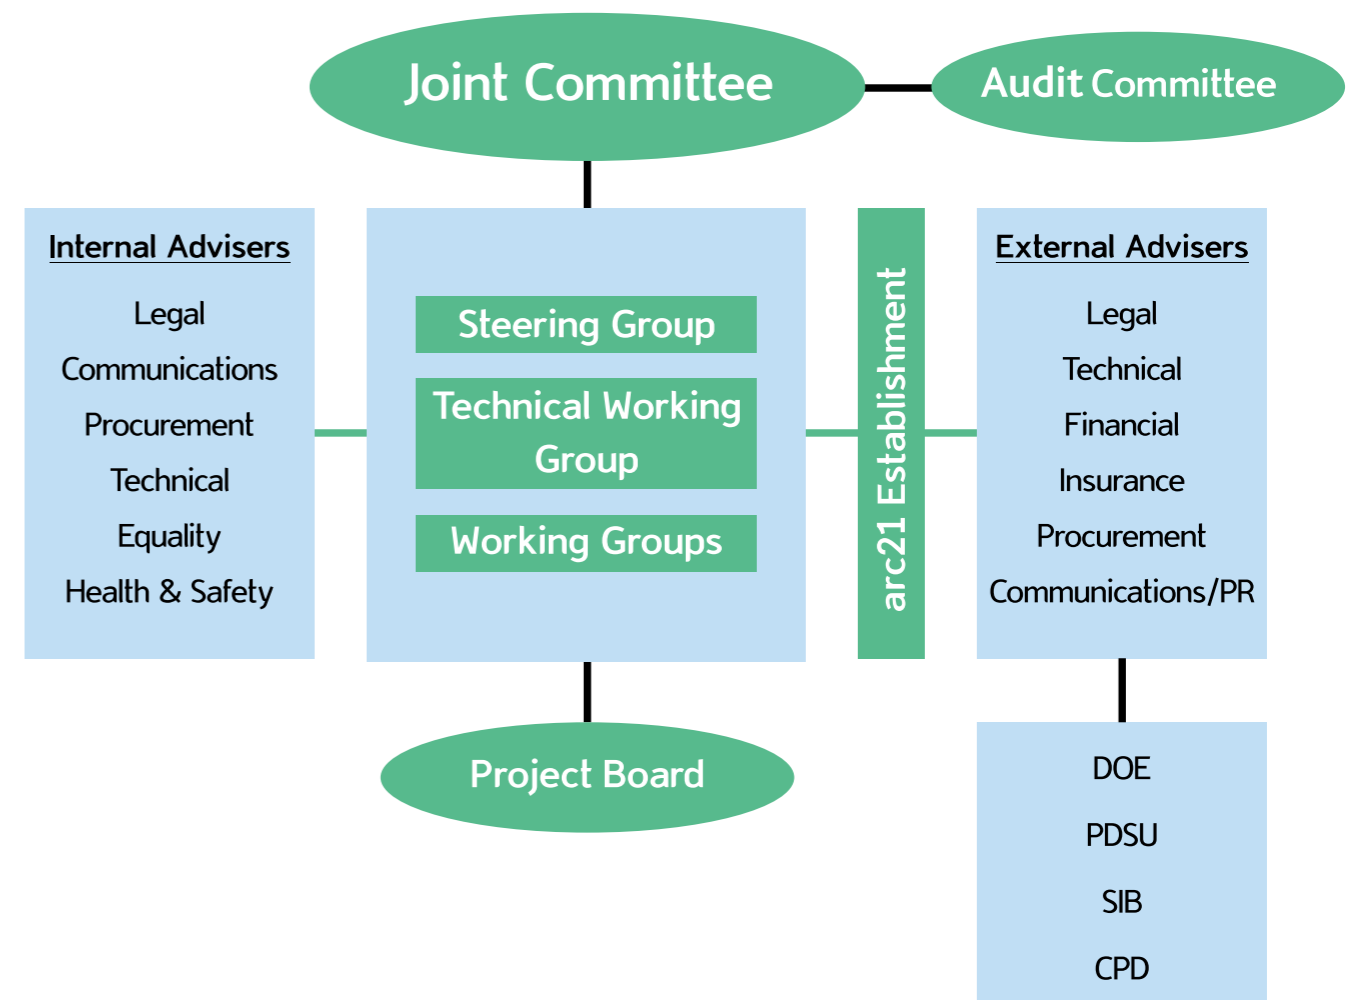 Joint Committee
Audit Committee
Internal Advisers
Legal
Communications
Procurement
Technical
Equality
Health & Safety
Steering Group
Technical Working
Group
Working Groups
arc21 Establishment
External Advisers
Legal
Technical
Financial
Insurance
Procurement
Communications/PR
Project Board
DOE
PDSU
SIB
CPD